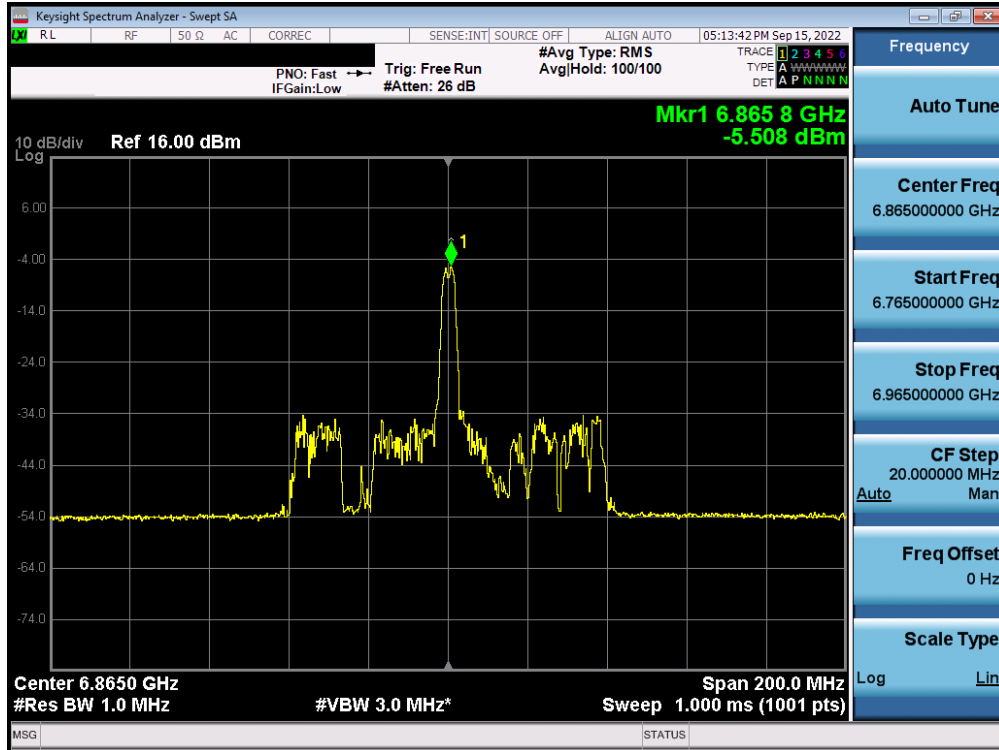 Keysight Spectrum Analyzer - Swept SA
LXI RL RF 50 Ω AC CORREC SENSE:INT SOURCE OFF ALIGN AUTO 05:13:42 PM Sep 15, 2022
PNO: Fast
IFGain:Low
Trig: Free Run
#Atten: 26 dB
#Avg Type: RMS
Avg|Hold: 100/100
TRACE 1 2 3 4 5 6
TYPE A W W W W W
DET A P N N N N
Mkr1 6.865 8 GHz
-5.508 dBm
10 dB/div Ref 16.00 dBm
Log
6.00
-4.00
-14.0
-24.0
-34.0
-44.0
-54.0
-64.0
-74.0
1
Center 6.8650 GHz Span 200.0 MHz
#Res BW 1.0 MHz #VBW 3.0 MHz* Sweep 1.000 ms (1001 pts)
MSG STATUS
Frequency
Auto Tune
Center Freq
6.865000000 GHz
Start Freq
6.765000000 GHz
Stop Freq
6.965000000 GHz
CF Step
20.000000 MHz
Auto Man
Freq Offset
0 Hz
Scale Type
Log Lin